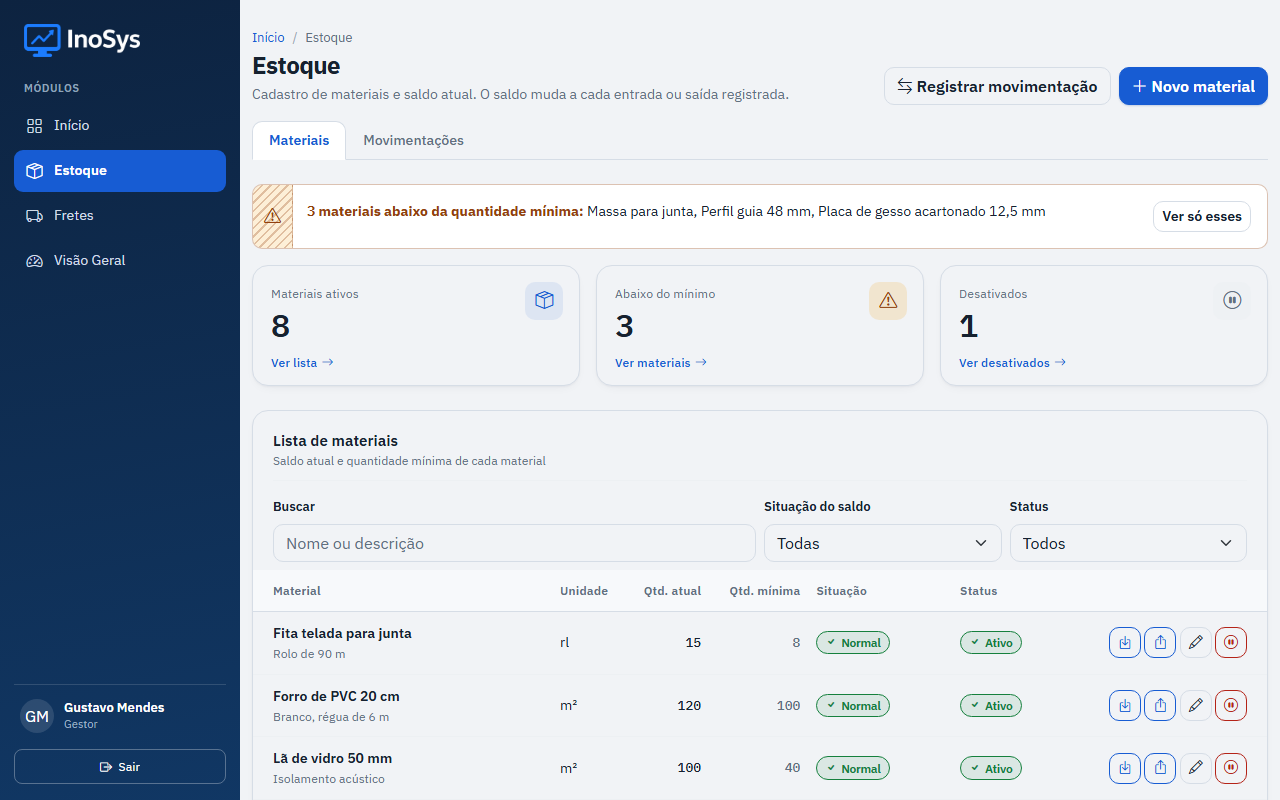 InoSys
MÓDULOS
Início
Estoque
Fretes
Visão Geral
GM
Gustavo Mendes
Gestor
Sair
Início / Estoque
Estoque
Cadastro de materiais e saldo atual. O saldo muda a cada entrada ou saída registrada.
Registrar movimentação
Novo material
Materiais
Movimentações
3 materiais abaixo da quantidade mínima: Massa para junta, Perfil guia 48 mm, Placa de gesso acartonado 12,5 mm
Ver só esses
Materiais ativos
8
Ver lista →
Abaixo do mínimo
3
Ver materiais →
Desativados
1
Ver desativados →
Lista de materiais
Saldo atual e quantidade mínima de cada material
Buscar
Situação do saldo
Status
Nome ou descrição
Todas
Todos
Material Unidade Qtd. atual Qtd. mínima Situação Status
Fita telada para junta
Rolo de 90 m
rl 15 8 Normal Ativo
Forro de PVC 20 cm
Branco, régua de 6 m
m² 120 100 Normal Ativo
Lã de vidro 50 mm
Isolamento acústico
m² 100 40 Normal Ativo